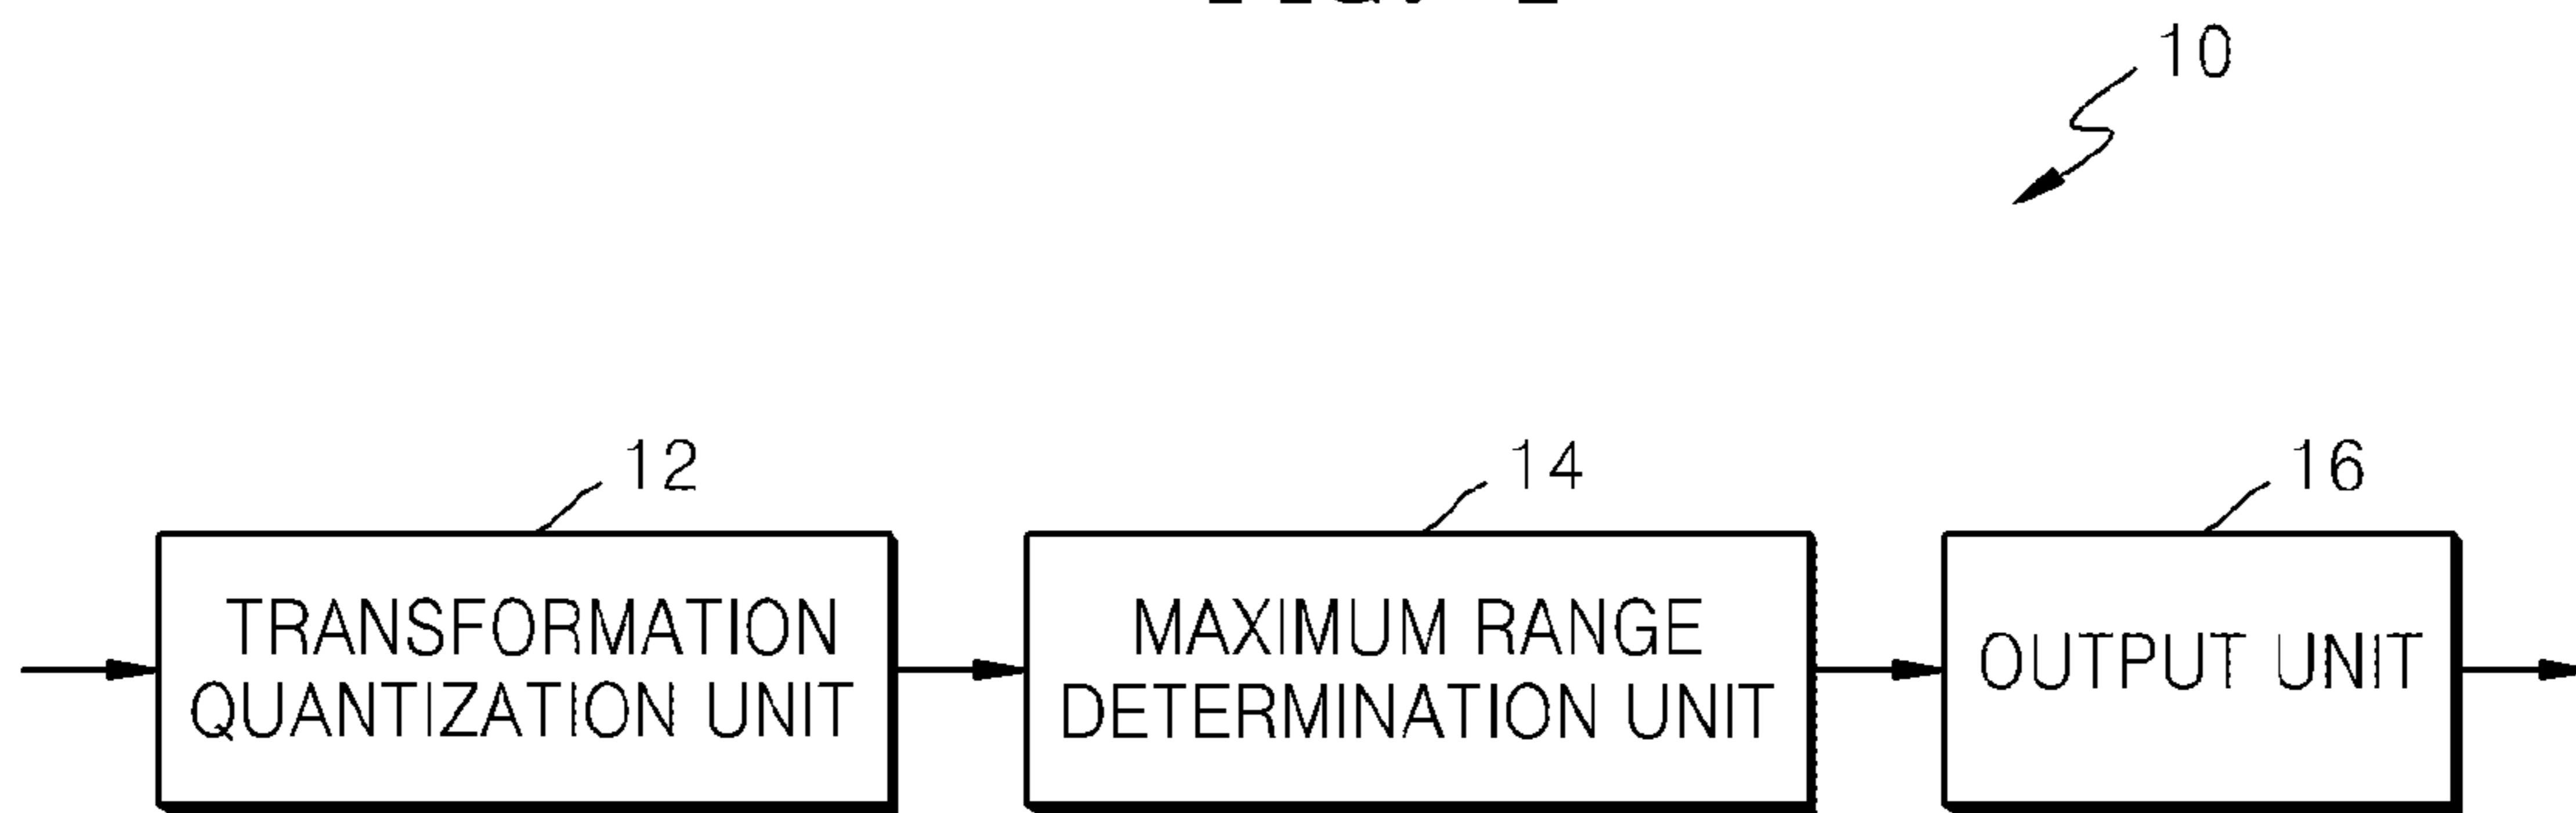 10
12
14
16
TRANSFORMATION
QUANTIZATION UNIT
MAXIMUM RANGE
DETERMINATION UNIT
OUTPUT UNIT